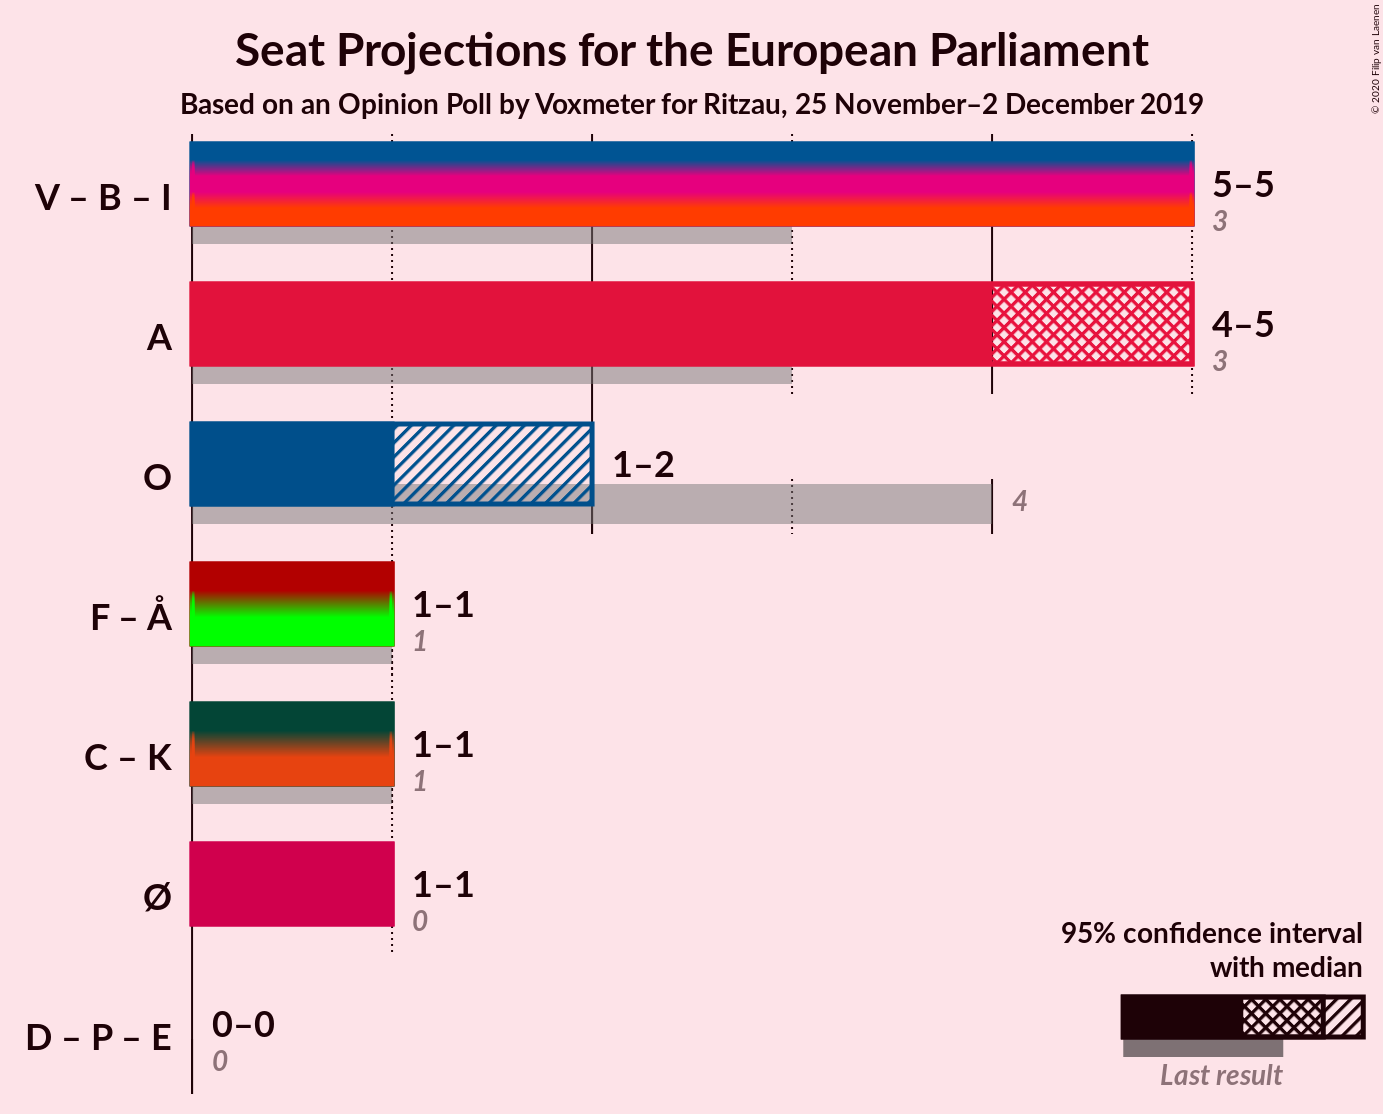 Seat Projections for the European Parliament
Based on an Opinion Poll by Voxmeter for Ritzau, 25 November–2 December 2019
© 2020 Filip van Laenen
V – B – I
5–5
3
A
4–5
3
O
1–2
4
F – Å
1–1
1
C – K
1–1
1
Ø
1–1
0
D – P – E
0–0
0
95% confidence interval
with median
Last result